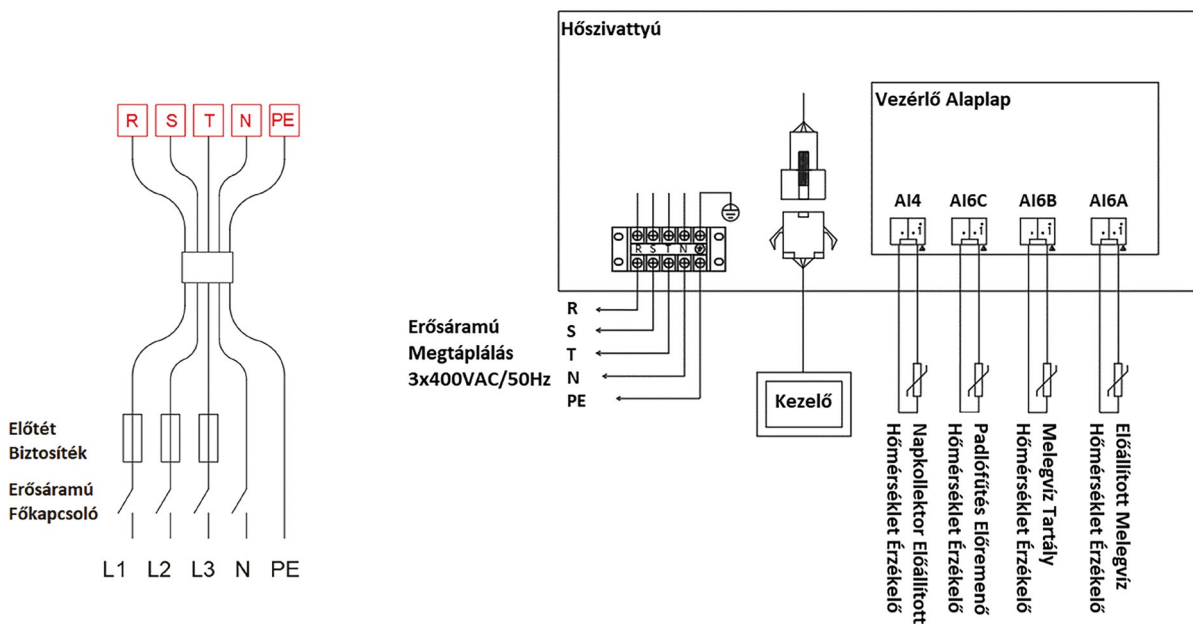 R S T N PE
Előtét
Biztosíték
Erősáramú
Főkapcsoló
L1 L2 L3 N PE
Hőszivattyú
Vezérlő Alaplap
AI4 AI6C AI6B AI6A
R S T N
Erősáramú
Megtáplálás
3x400VAC/50Hz
R
S
T
N
PE
Kezelő
Napkollektor Előállított
Hőmérséklet Érzékelő
Padlófűtés Előremenő
Hőmérséklet Érzékelő
Melegvíz Tartály
Hőmérséklet Érzékelő
Előállított Melegvíz
Hőmérséklet Érzékelő